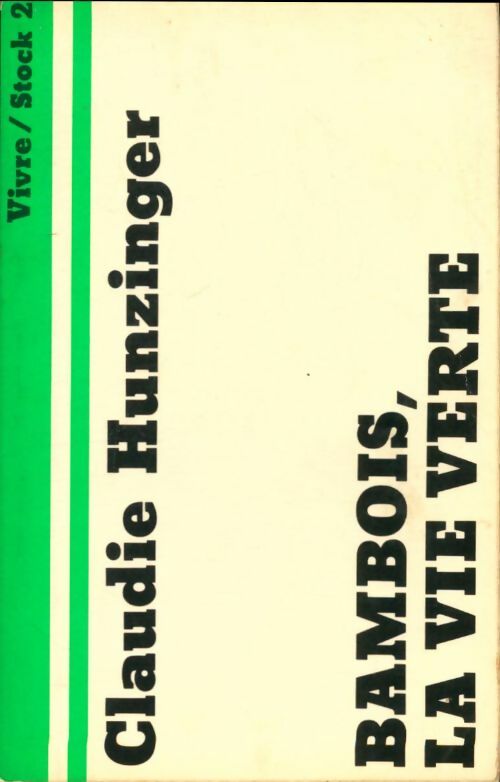 Vivre / Stock 2
Claudie Hunzinger
BAMBOIS,
LA VIE VERTE